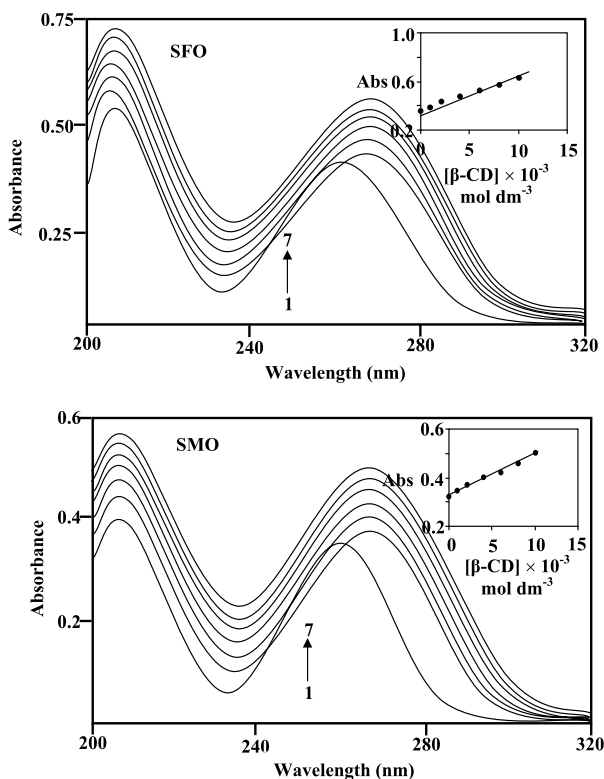 0.75
SFO
0.50
0.25
Absorbance
7
1
200
240
280
320
Wavelength (nm)
1.0
Abs 0.6
0.2
0
5
10
15
[β-CD] × 10⁻³
mol dm⁻³
0.6
SMO
0.4
0.2
Absorbance
7
1
200
240
280
320
Wavelength (nm)
0.6
Abs 0.4
0.2
0
5
10
15
[β-CD] × 10⁻³
mol dm⁻³